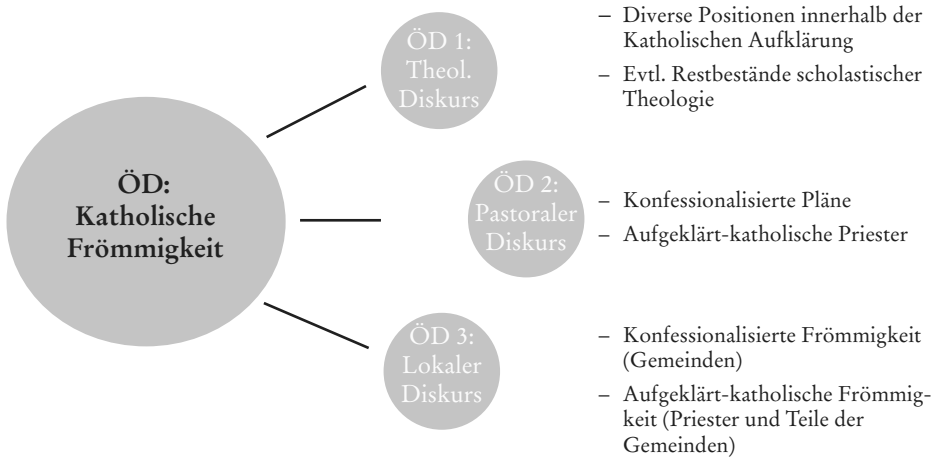 ÖD:
Katholische
Frömmigkeit
ÖD 1:
Theol.
Diskurs
– Diverse Positionen innerhalb der
Katholischen Aufklärung
– Evtl. Restbestände scholastischer
Theologie
ÖD 2:
Pastoraler
Diskurs
– Konfessionalisierte Pläne
– Aufgeklärt-katholische Priester
ÖD 3:
Lokaler
Diskurs
– Konfessionalisierte Frömmigkeit
(Gemeinden)
– Aufgeklärt-katholische Frömmig-
keit (Priester und Teile der
Gemeinden)